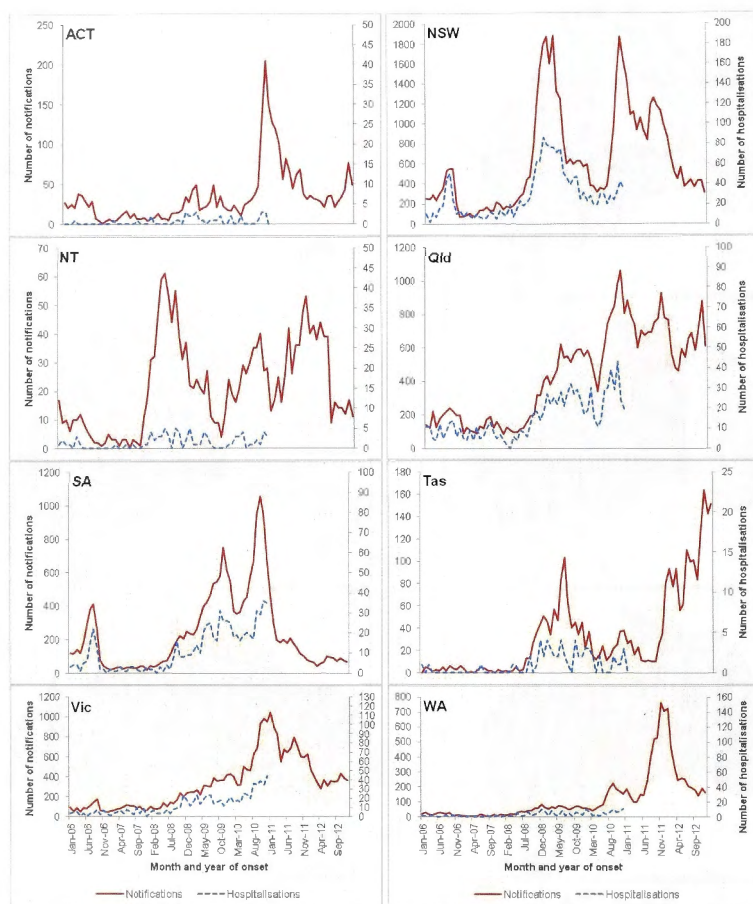 ACT
Number of notifications
250
200
150
100
50
0
50
45
40
35
30
25
20
15
10
5
0
NSW
2000
1800
1600
1400
1200
1000
800
600
400
200
0
200
180
160
140
120
100
80
60
40
20
0
Number of hospitalisations
NT
Number of notifications
70
60
50
40
30
20
10
0
50
45
40
35
30
25
20
15
10
5
0
Qld
1200
1000
800
600
400
200
0
100
90
80
70
60
50
40
30
20
10
0
Number of hospitalisations
SA
Number of notifications
1200
1000
800
600
400
200
0
100
90
80
70
60
50
40
30
20
10
0
Tas
180
160
140
120
100
80
60
40
20
0
25
20
15
10
5
0
Number of hospitalisations
Vic
Number of notifications
1200
1000
800
600
400
200
0
130
120
110
100
90
80
70
60
50
40
30
20
10
0
Jan-06
Jun-06
Nov-06
Apr-07
Sep-07
Feb-08
Jul-08
Dec-08
May-09
Oct-09
Mar-10
Aug-10
Jan-11
Jun-11
Nov-11
Apr-12
Sep-12
Month and year of onset
Notifications
Hospitalisations
WA
800
700
600
500
400
300
200
100
0
160
140
120
100
80
60
40
20
0
Number of hospitalisations
Jan-06
Jun-06
Nov-06
Apr-07
Sep-07
Feb-08
Jul-08
Dec-08
May-09
Oct-09
Mar-10
Aug-10
Jan-11
Jun-11
Nov-11
Apr-12
Sep-12
Month and year of onset
Notifications
Hospitalisations